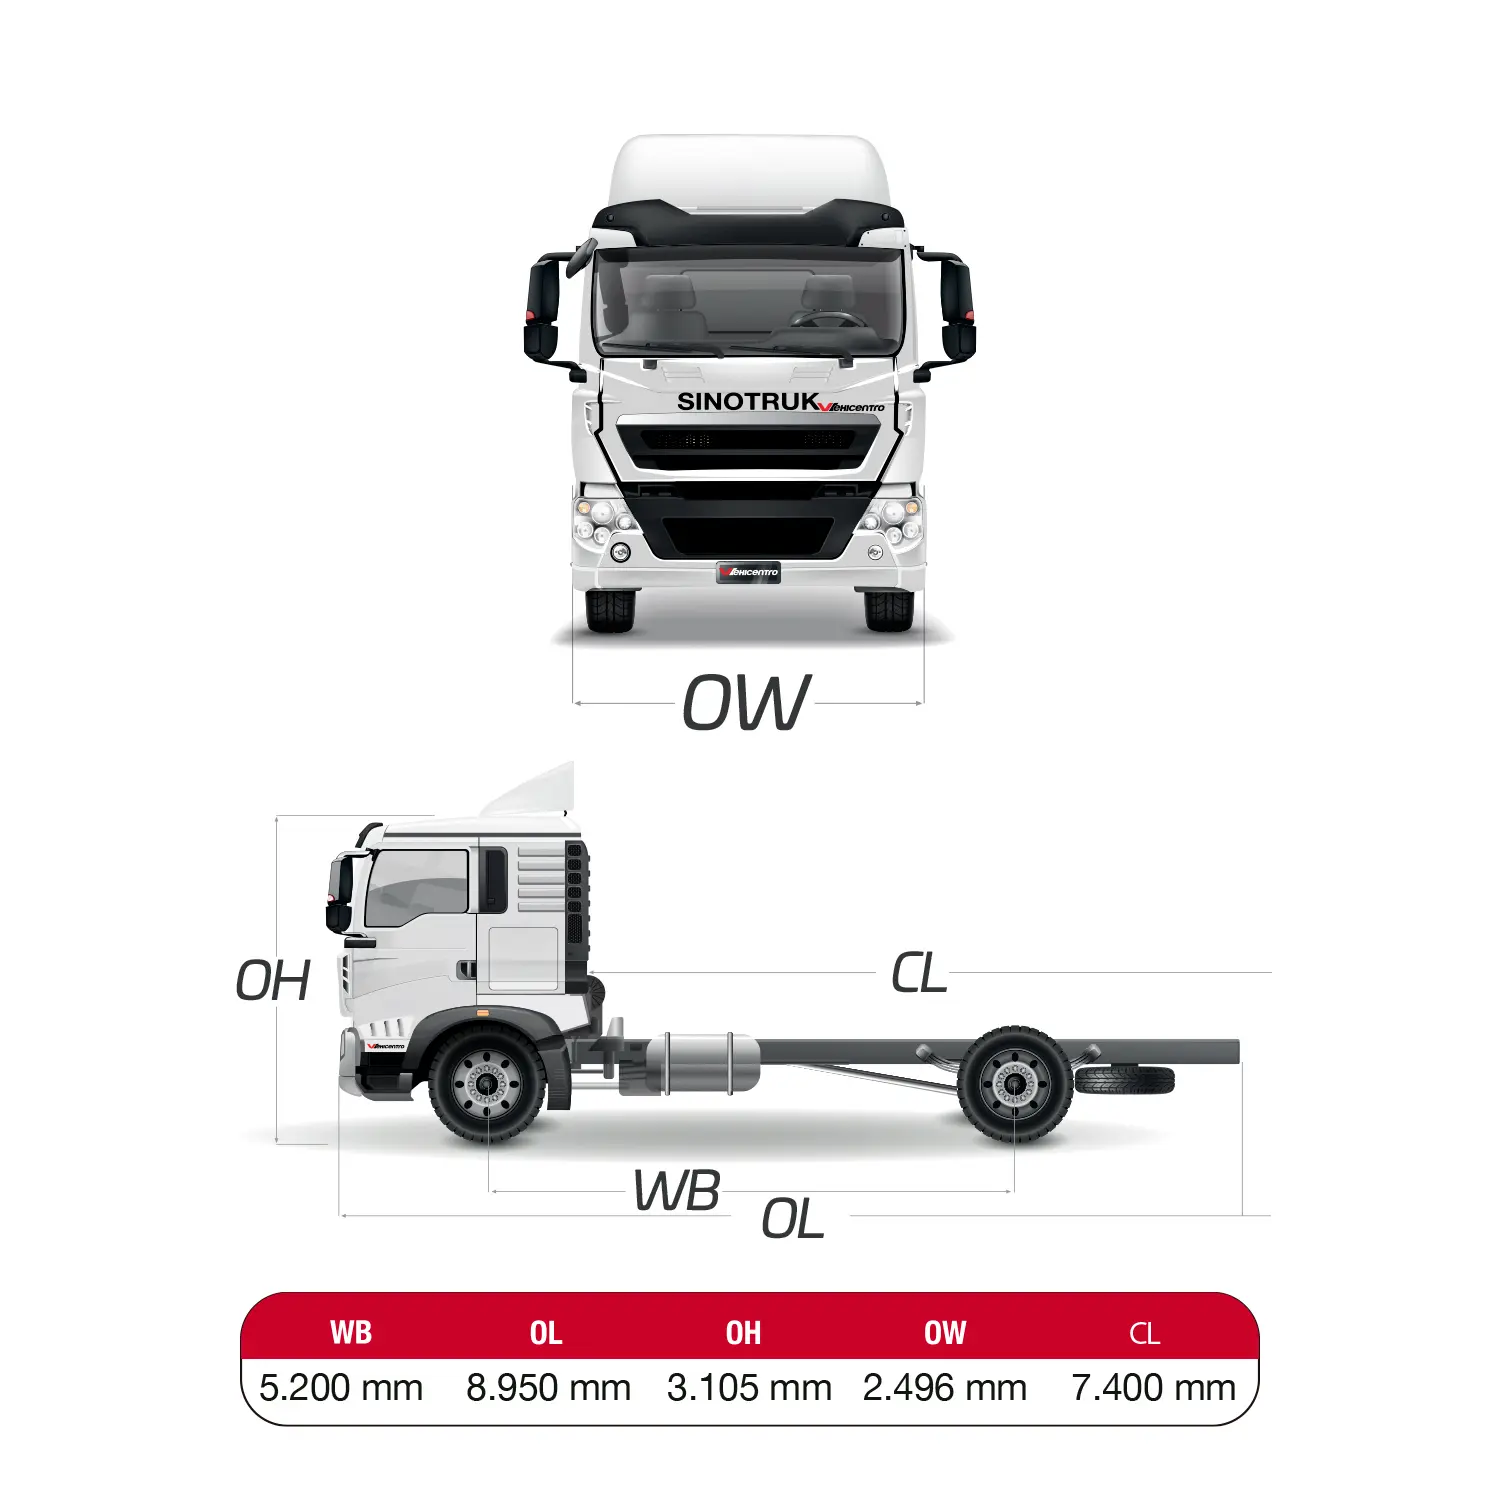 SINOTRUK VEHICENTRO
VEHICENTRO
OW
OH
CL
VEHICENTRO
WB
OL
WB OL OH OW CL
5.200 mm 8.950 mm 3.105 mm 2.496 mm 7.400 mm